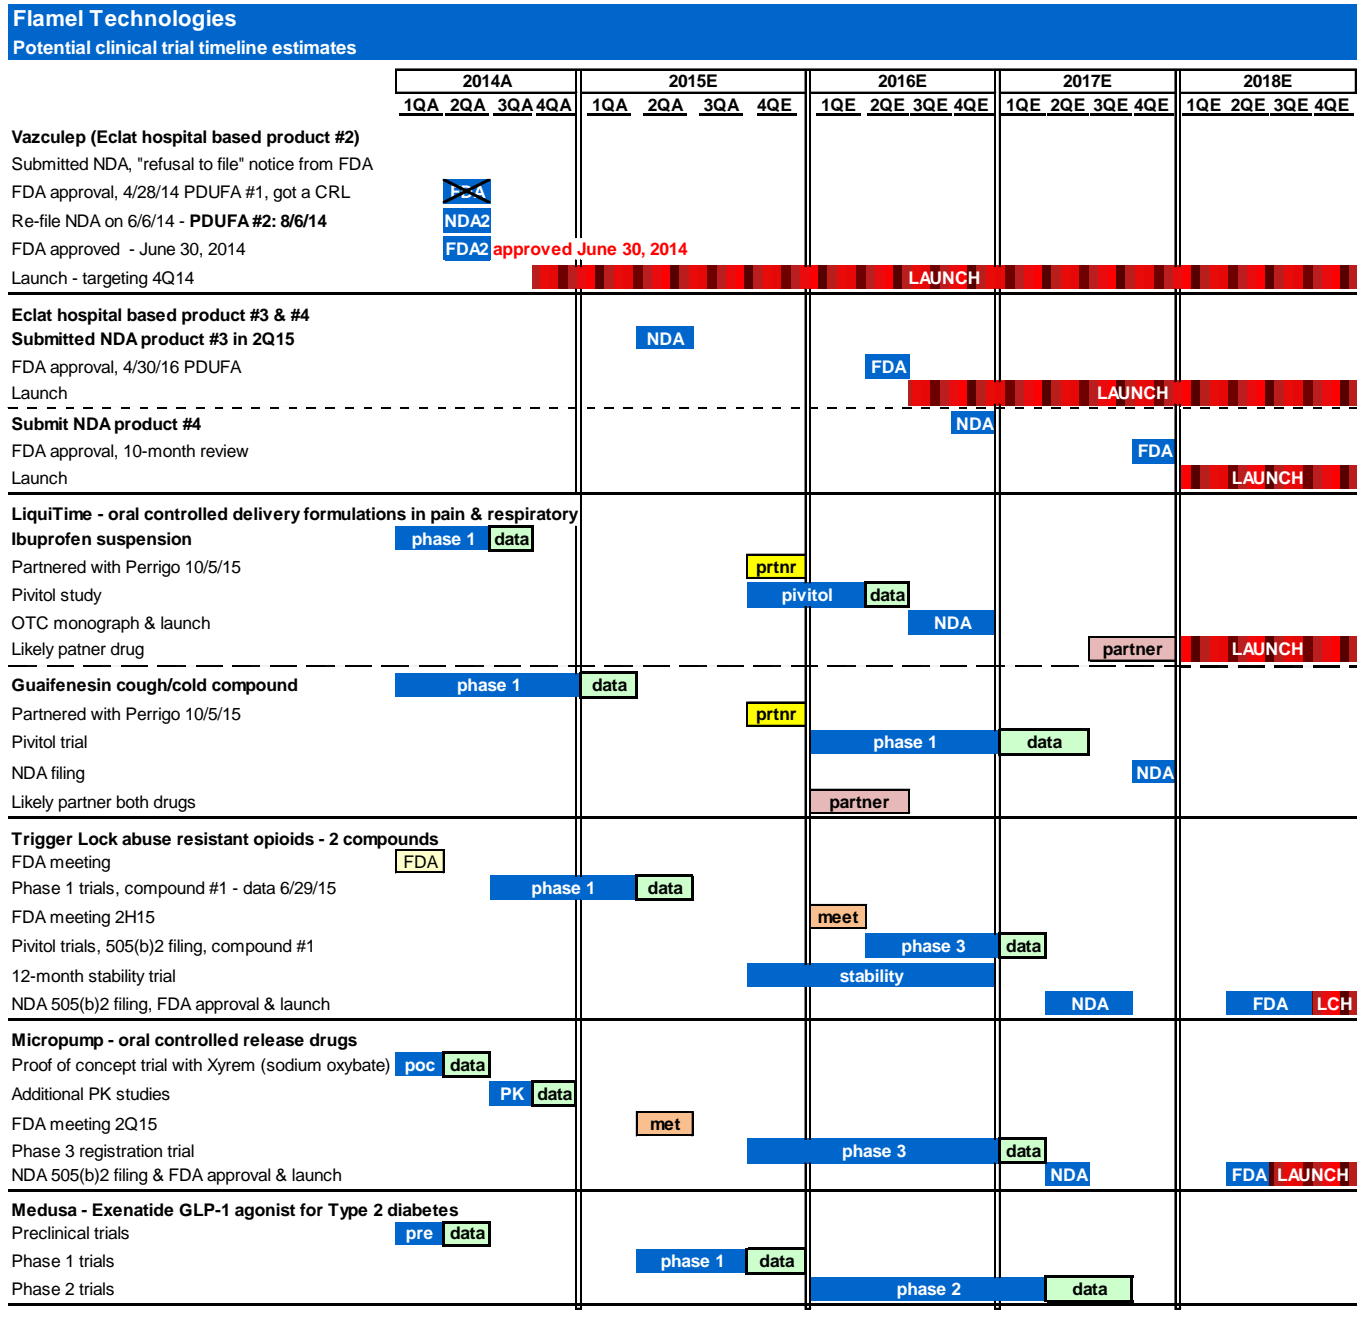 Flamel Technologies
Potential clinical trial timeline estimates
2014A 2015E 2016E 2017E 2018E
1QA 2QA 3QA 4QA 1QA 2QA 3QA 4QE 1QE 2QE 3QE 4QE 1QE 2QE 3QE 4QE 1QE 2QE 3QE 4QE
Vazculep (Eclat hospital based product #2)
Submitted NDA, "refusal to file" notice from FDA
FDA approval, 4/28/14 PDUFA #1, got a CRL FDA
Re-file NDA on 6/6/14 - PDUFA #2: 8/6/14 NDA2
FDA approved - June 30, 2014 FDA2 approved June 30, 2014
Launch - targeting 4Q14 LAUNCH
Eclat hospital based product #3 & #4
Submitted NDA product #3 in 2Q15 NDA
FDA approval, 4/30/16 PDUFA FDA
Launch LAUNCH
Submit NDA product #4 NDA
FDA approval, 10-month review FDA
Launch LAUNCH
LiquiTime - oral controlled delivery formulations in pain & respiratory
Ibuprofen suspension phase 1 data
Partnered with Perrigo 10/5/15 prtnr
Pivitol study pivitol data
OTC monograph & launch NDA
Likely patner drug partner LAUNCH
Guaifenesin cough/cold compound phase 1 data
Partnered with Perrigo 10/5/15 prtnr
Pivitol trial phase 1 data
NDA filing NDA
Likely partner both drugs partner
Trigger Lock abuse resistant opioids - 2 compounds
FDA meeting FDA
Phase 1 trials, compound #1 - data 6/29/15 phase 1 data
FDA meeting 2H15 meet
Pivitol trials, 505(b)2 filing, compound #1 phase 3 data
12-month stability trial stability
NDA 505(b)2 filing, FDA approval & launch NDA FDA LCH
Micropump - oral controlled release drugs
Proof of concept trial with Xyrem (sodium oxybate) poc data
Additional PK studies PK data
FDA meeting 2Q15 met
Phase 3 registration trial phase 3 data
NDA 505(b)2 filing & FDA approval & launch NDA FDA LAUNCH
Medusa - Exenatide GLP-1 agonist for Type 2 diabetes
Preclinical trials pre data
Phase 1 trials phase 1 data
Phase 2 trials phase 2 data